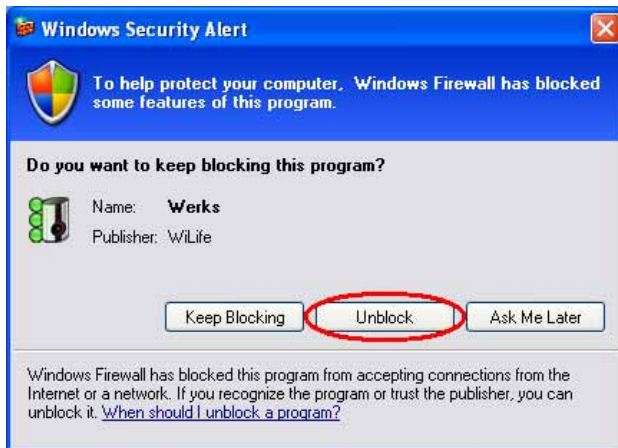 Windows Security Alert
To help protect your computer, Windows Firewall has blocked
some features of this program.
Do you want to keep blocking this program?
Name: Werks
Publisher: WiLife
Keep Blocking Unblock Ask Me Later
Windows Firewall has blocked this program from accepting connections from the
Internet or a network. If you recognize the program or trust the publisher, you can
unblock it. When should I unblock a program?